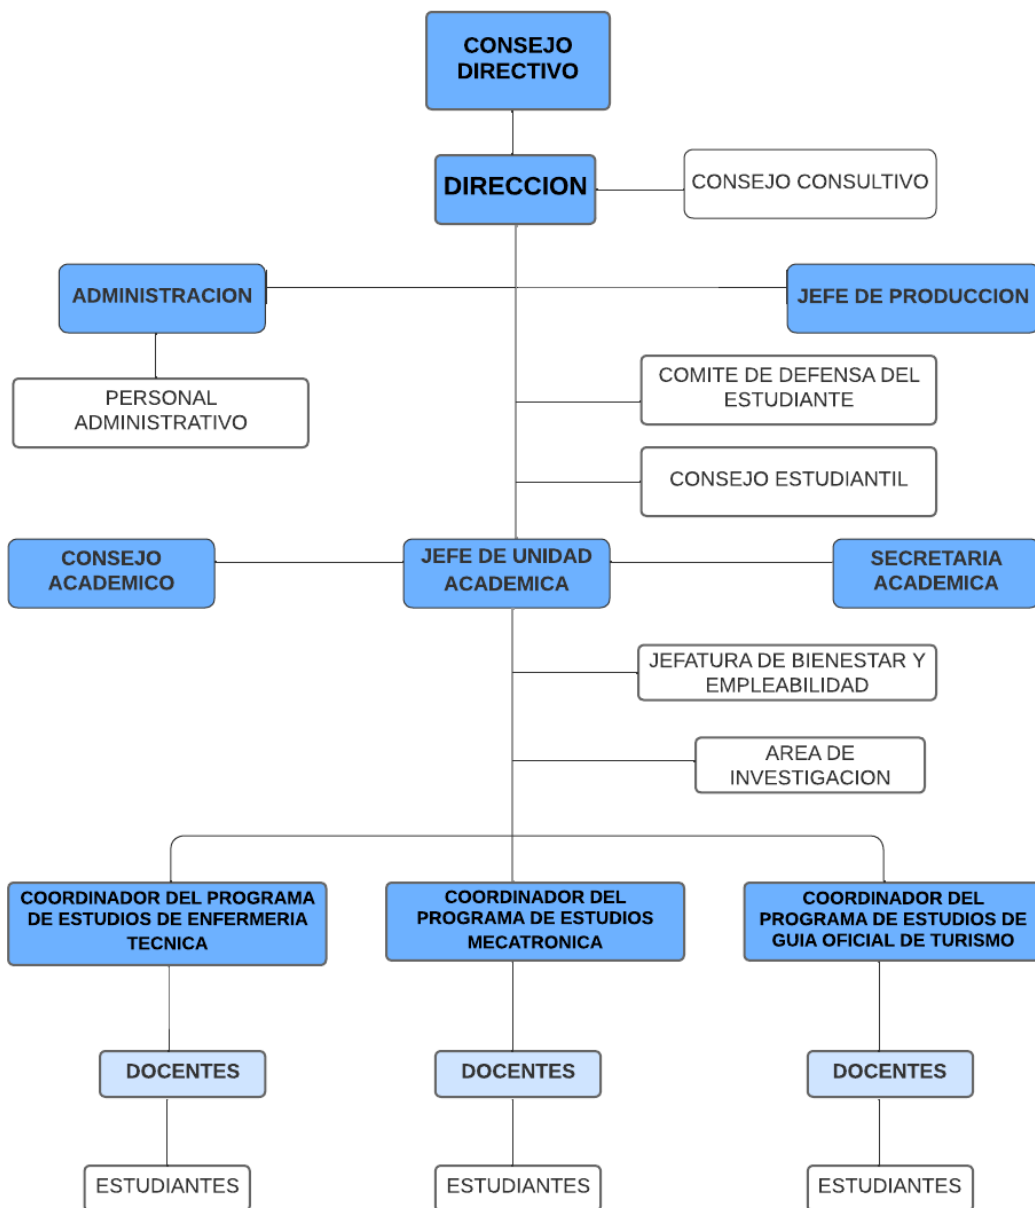 CONSEJO
DIRECTIVO
DIRECCION
CONSEJO CONSULTIVO
ADMINISTRACION
JEFE DE PRODUCCION
PERSONAL
ADMINISTRATIVO
COMITE DE DEFENSA DEL
ESTUDIANTE
CONSEJO ESTUDIANTIL
CONSEJO
ACADEMICO
JEFE DE UNIDAD
ACADEMICA
SECRETARIA
ACADEMICA
JEFATURA DE BIENESTAR Y
EMPLEABILIDAD
AREA DE
INVESTIGACION
COORDINADOR DEL PROGRAMA
DE ESTUDIOS DE ENFERMERIA
TECNICA
COORDINADOR DEL
PROGRAMA DE ESTUDIOS
MECATRONICA
COORDINADOR DEL
PROGRAMA DE ESTUDIOS DE
GUIA OFICIAL DE TURISMO
DOCENTES
DOCENTES
DOCENTES
ESTUDIANTES
ESTUDIANTES
ESTUDIANTES